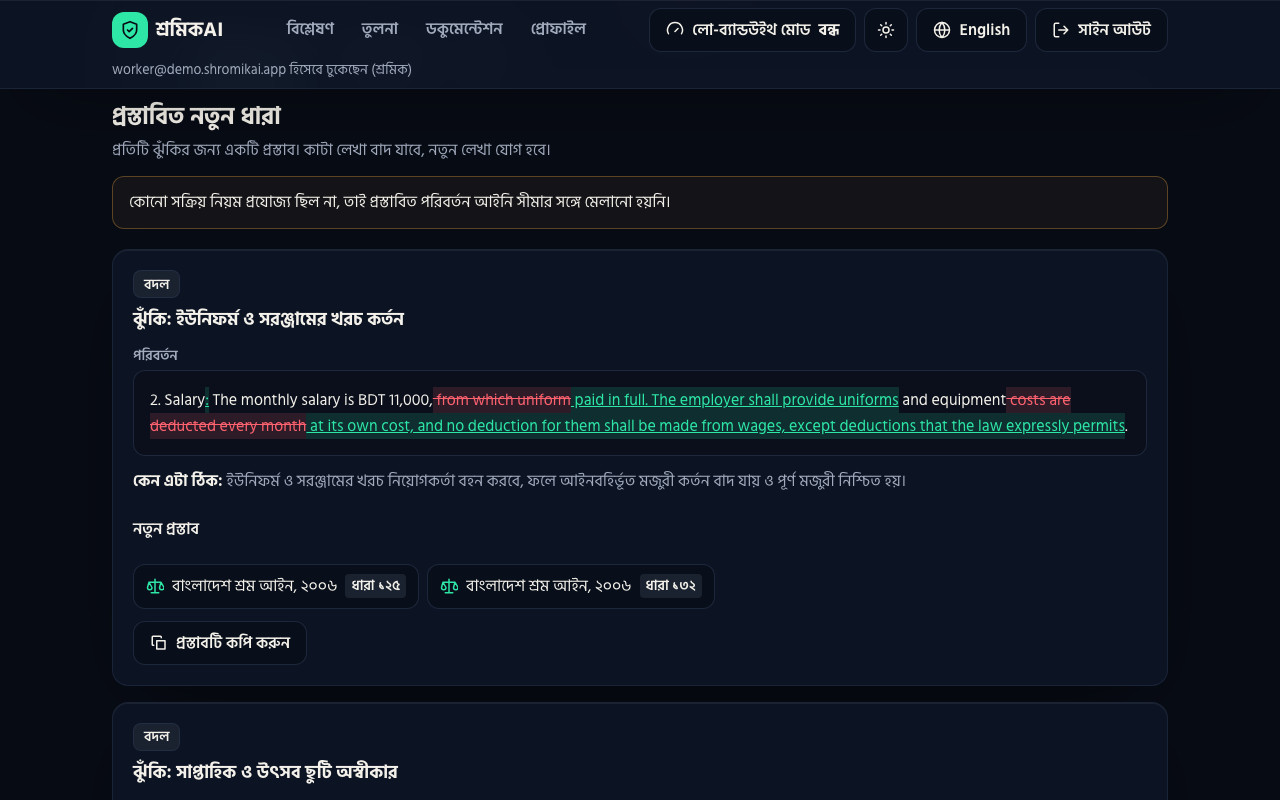 শ্রমিকAI
বিশ্লেষণ তুলনা ডকুমেন্টেশন প্রোফাইল
লো-ব্যান্ডউইথ মোড বন্ধ
English
সাইন আউট
worker@demo.shromikai.app হিসেবে ঢুকেছেন (শ্রমিক)
প্রস্তাবিত নতুন ধারা
প্রতিটি ঝুঁকির জন্য একটি প্রস্তাব। কাটা লেখা বাদ যাবে, নতুন লেখা যোগ হবে।
কোনো সক্রিয় নিয়ম প্রযোজ্য ছিল না, তাই প্রস্তাবিত পরিবর্তন আইনি সীমার সঙ্গে মেলানো হয়নি।
বদল
ঝুঁকি: ইউনিফর্ম ও সরঞ্জামের খরচ কর্তন
পরিবর্তন
2. Salary: The monthly salary is BDT 11,000, from which uniform paid in full. The employer shall provide uniforms and equipment costs are
deducted every month at its own cost, and no deduction for them shall be made from wages, except deductions that the law expressly permits.
কেন এটা ঠিক: ইউনিফর্ম ও সরঞ্জামের খরচ নিয়োগকর্তা বহন করবে, ফলে আইনবহির্ভূত মজুরী কর্তন বাদ যায় ও পূর্ণ মজুরী নিশ্চিত হয়।
নতুন প্রস্তাব
বাংলাদেশ শ্রম আইন, ২০০৬ ধারা ১২৫
বাংলাদেশ শ্রম আইন, ২০০৬ ধারা ১৩২
প্রস্তাবটি কপি করুন
বদল
ঝুঁকি: সাপ্তাহিক ও উৎসব ছুটি অস্বীকার